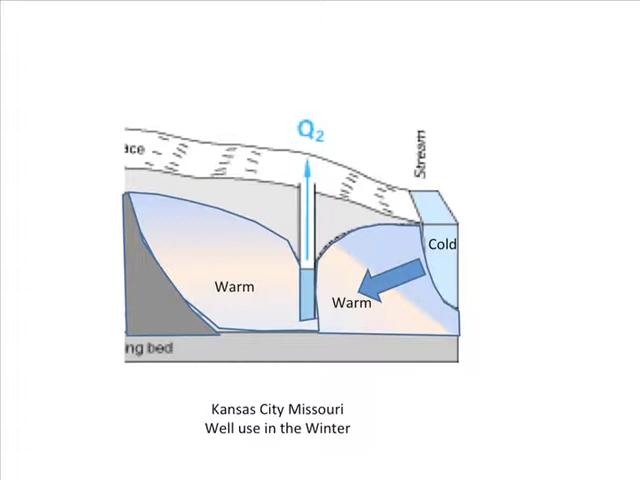 Q2
Stream
ace
Cold
Warm
Warm
ng bed
Kansas City Missouri
Well use in the Winter